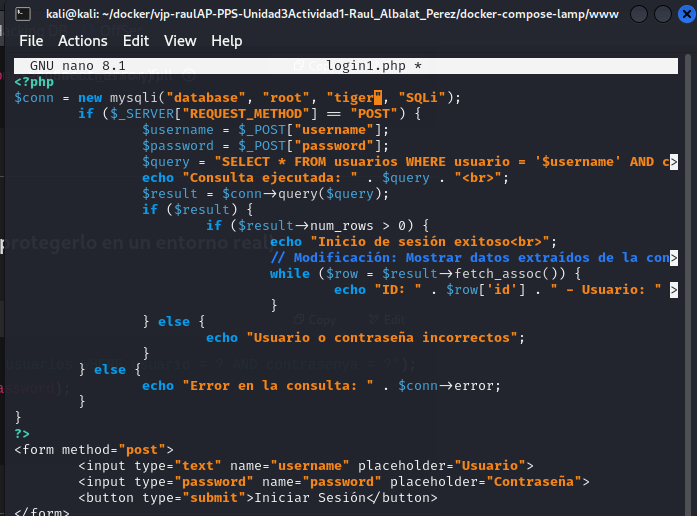 kali@kali: ~/docker/vjp-raulAP-PPS-Unidad3Actividad1-Raul_Albalat_Perez/docker-compose-lamp/www
File Actions Edit View Help
GNU nano 8.1 login1.php *
<?php
$conn = new mysqli("database", "root", "tiger", "SQLi");
if ($_SERVER["REQUEST_METHOD"] == "POST") {
$username = $_POST["username"];
$password = $_POST["password"];
$query = "SELECT * FROM usuarios WHERE usuario = '$username' AND c>
echo "Consulta ejecutada: " . $query . "<br>";
$result = $conn->query($query);
if ($result) {
if ($result->num_rows > 0) {
echo "Inicio de sesión exitoso<br>";
// Modificación: Mostrar datos extraídos de la con>
while ($row = $result->fetch_assoc()) {
echo "ID: " . $row['id'] . " - Usuario: " >
}
} else {
echo "Usuario o contraseña incorrectos";
}
} else {
echo "Error en la consulta: " . $conn->error;
}
}
?>
<form method="post">
<input type="text" name="username" placeholder="Usuario">
<input type="password" name="password" placeholder="Contraseña">
<button type="submit">Iniciar Sesión</button>
</form>